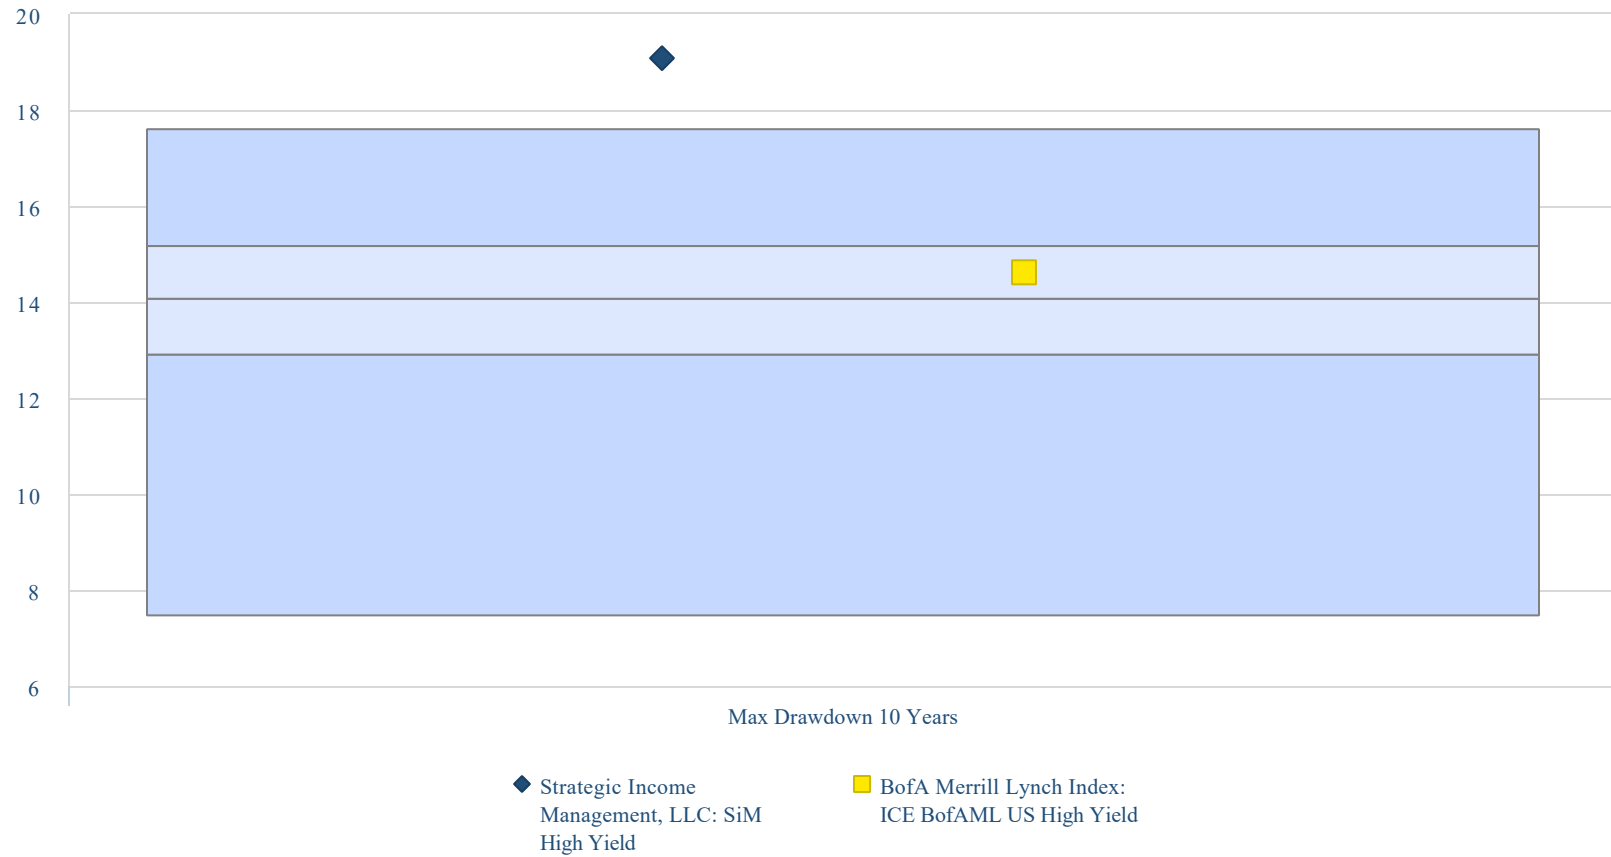 20
18
16
14
12
10
8
6
Max Drawdown 10 Years
Strategic Income
Management, LLC: SiM
High Yield
BofA Merrill Lynch Index:
ICE BofAML US High Yield